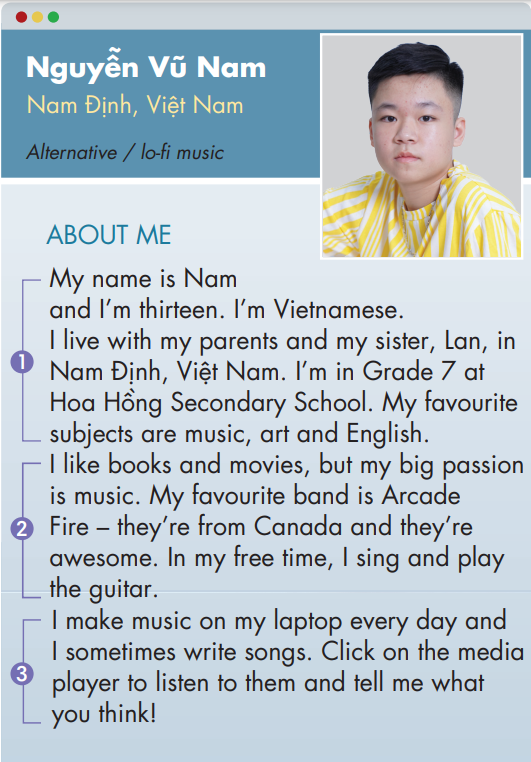 Nguyễn Vũ Nam
Nam Định, Việt Nam
Alternative / lo-fi music
ABOUT ME
My name is Nam
and I'm thirteen. I'm Vietnamese.
I live with my parents and my sister, Lan, in
1
Nam Định, Việt Nam. I'm in Grade 7 at
Hoa Hồng Secondary School. My favourite
subjects are music, art and English.
I like books and movies, but my big passion
is music. My favourite band is Arcade
2
Fire – they're from Canada and they're
awesome. In my free time, I sing and play
the guitar.
I make music on my laptop every day and
I sometimes write songs. Click on the media
3
player to listen to them and tell me what
you think!